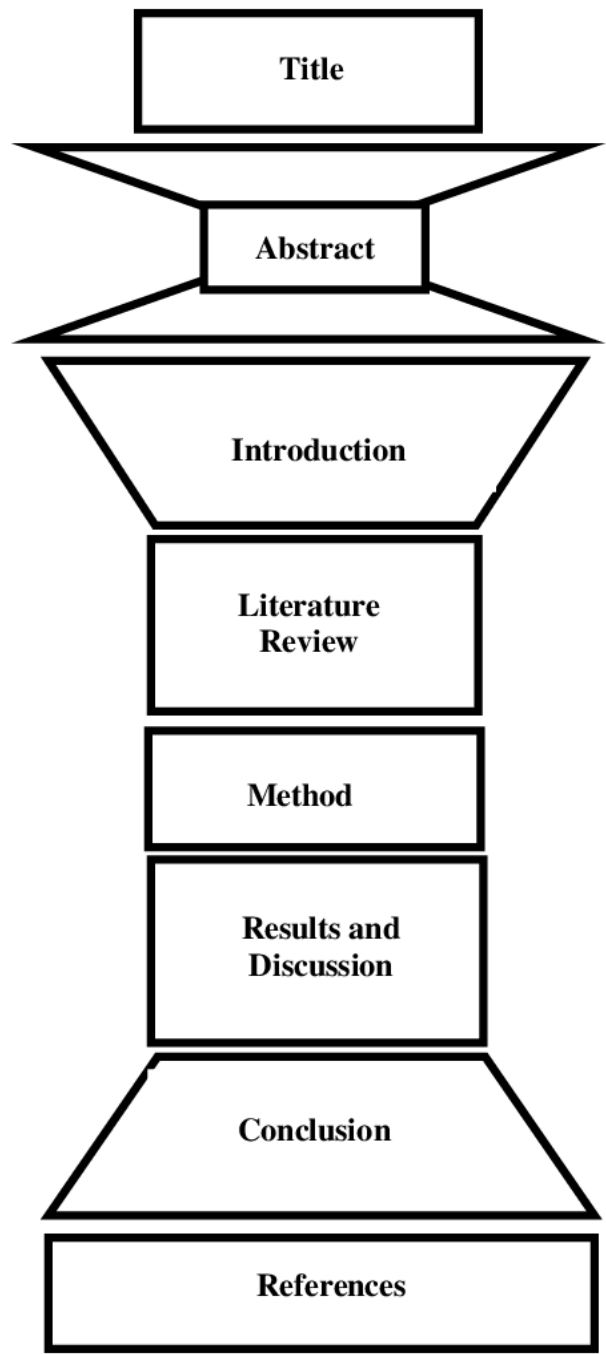 Title
Abstract
Introduction
Literature
Review
Method
Results and
Discussion
Conclusion
References